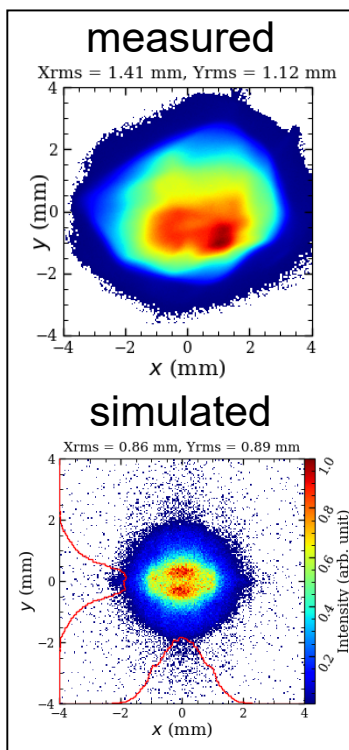 measured
Xrms = 1.41 mm, Yrms = 1.12 mm
4
2
0
−2
−4
y (mm)
−4 −2 0 2 4
x (mm)
simulated
Xrms = 0.86 mm, Yrms = 0.89 mm
4
2
0
−2
−4
y (mm)
−4 −2 0 2 4
x (mm)
1.0
0.8
0.6
0.4
0.2
Intensity (arb. unit)